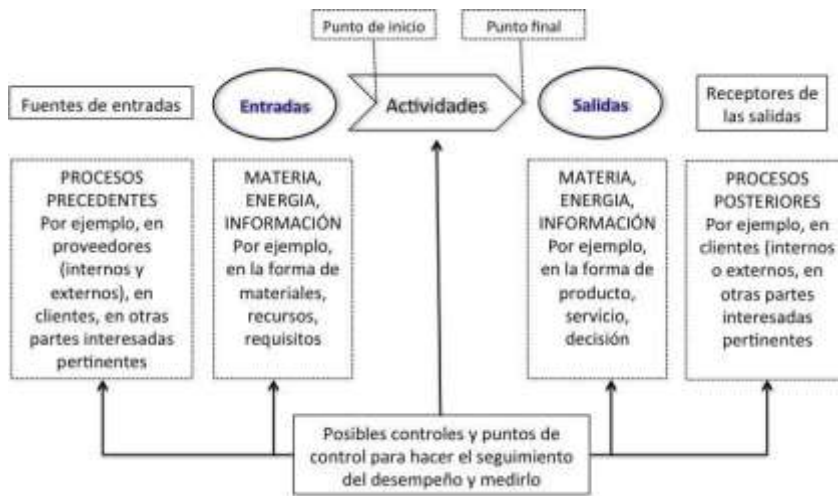 Punto de inicio
Punto final
Fuentes de entradas
Entradas
Actividades
Salidas
Receptores de
las salidas
PROCESOS
PRECEDENTES
Por ejemplo, en
proveedores
(internos y
externos), en
clientes, en otras
partes interesadas
pertinentes
MATERIA,
ENERGIA,
INFORMACIÓN
Por ejemplo,
en la forma de
materiales,
recursos,
requisitos
MATERIA,
ENERGIA,
INFORMACIÓN
Por ejemplo,
en la forma de
producto,
servicio,
decisión
PROCESOS
POSTERIORES
Por ejemplo, en
clientes (internos
o externos, en
otras partes
interesadas
pertinentes
Posibles controles y puntos de
control para hacer el seguimiento
del desempeño y medirlo